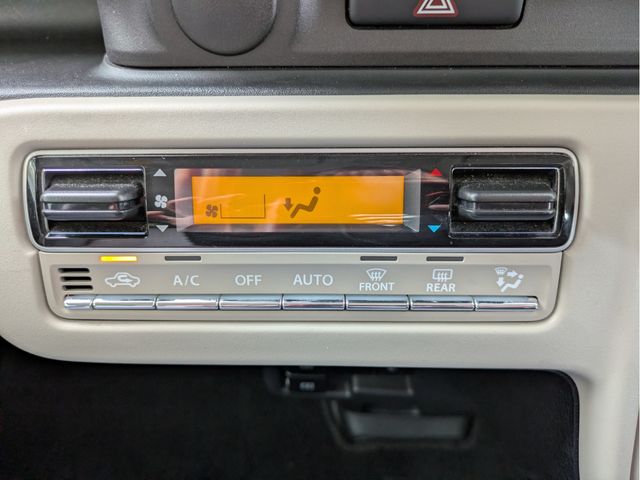 A/C OFF AUTO FRONT REAR